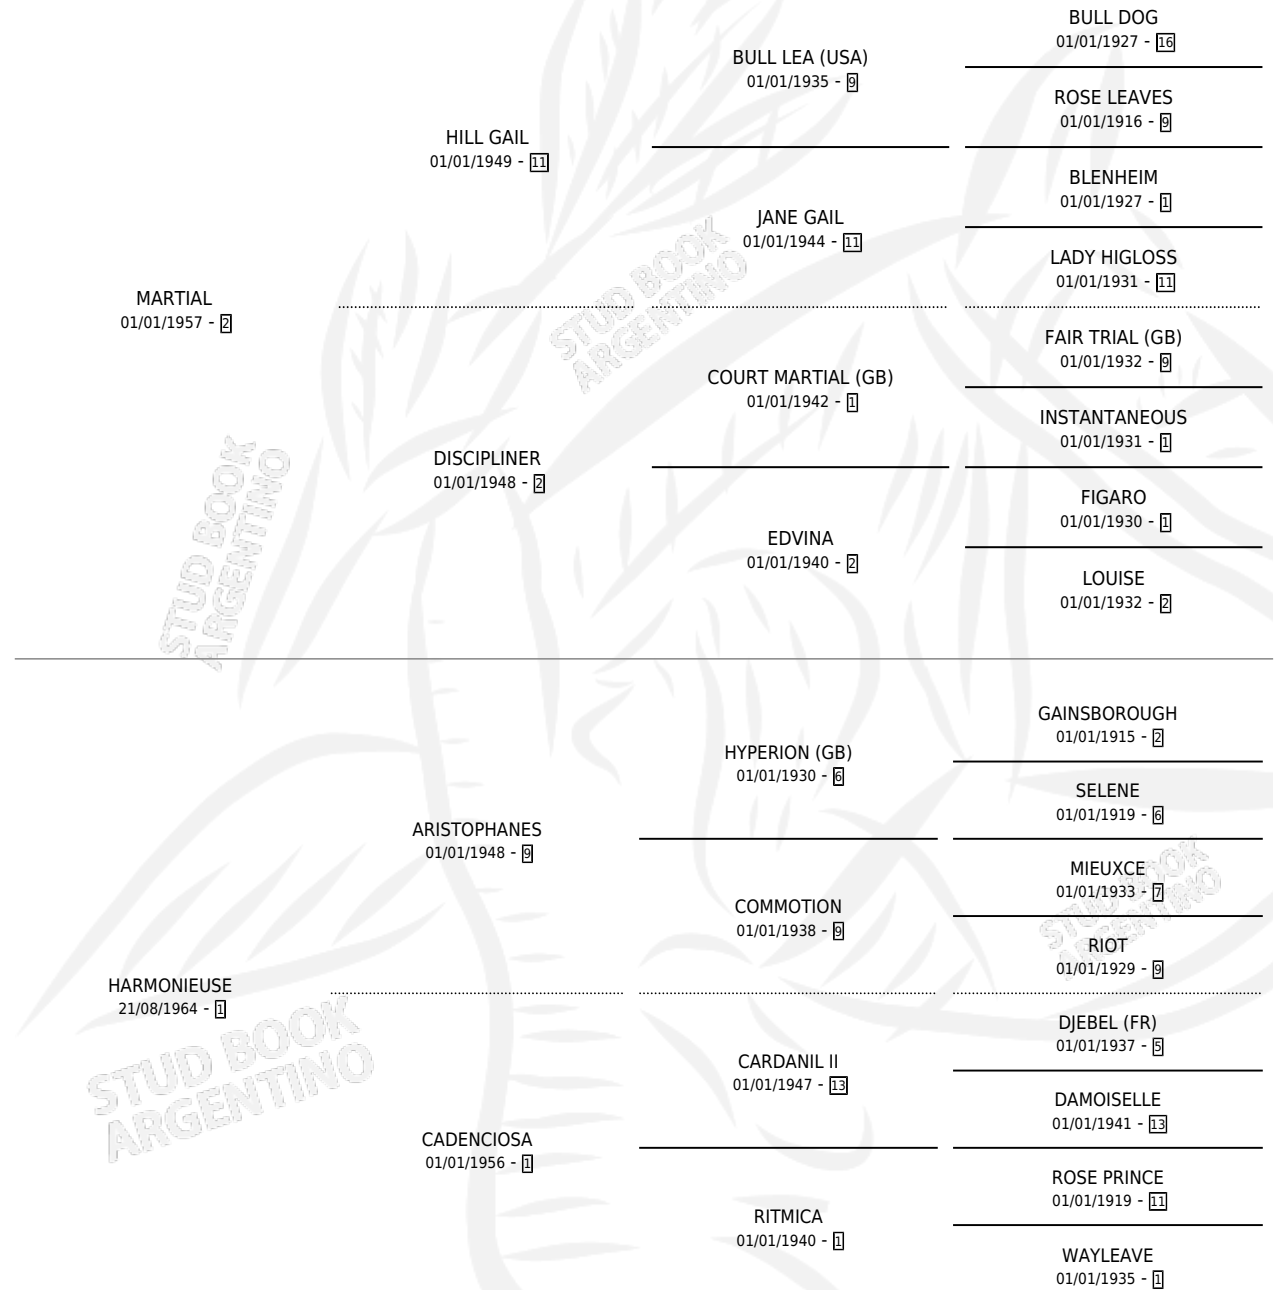 BULL DOG
01/01/1927 - 16
BULL LEA (USA)
01/01/1935 - 9
ROSE LEAVES
01/01/1916 - 9
HILL GAIL
01/01/1949 - 11
BLENHEIM
01/01/1927 - 1
JANE GAIL
01/01/1944 - 11
LADY HIGLOSS
01/01/1931 - 11
MARTIAL
01/01/1957 - 2
FAIR TRIAL (GB)
01/01/1932 - 9
COURT MARTIAL (GB)
01/01/1942 - 1
INSTANTANEOUS
01/01/1931 - 1
DISCIPLINER
01/01/1948 - 2
FIGARO
01/01/1930 - 1
EDVINA
01/01/1940 - 2
LOUISE
01/01/1932 - 2
GAINSBOROUGH
01/01/1915 - 2
HYPERION (GB)
01/01/1930 - 6
SELENE
01/01/1919 - 6
ARISTOPHANES
01/01/1948 - 9
MIEUXCE
01/01/1933 - 7
COMMOTION
01/01/1938 - 9
RIOT
01/01/1929 - 9
HARMONIEUSE
21/08/1964 - 1
DJEBEL (FR)
01/01/1937 - 5
CARDANIL II
01/01/1947 - 13
DAMOISELLE
01/01/1941 - 13
CADENCIOSA
01/01/1956 - 1
ROSE PRINCE
01/01/1919 - 11
RITMICA
01/01/1940 - 1
WAYLEAVE
01/01/1935 - 1
STUD BOOK
ARGENTINO
STUD BOOK
ARGENTINO
STUD BOOK
ARGENTINO
STUD BOOK
ARGENTINO